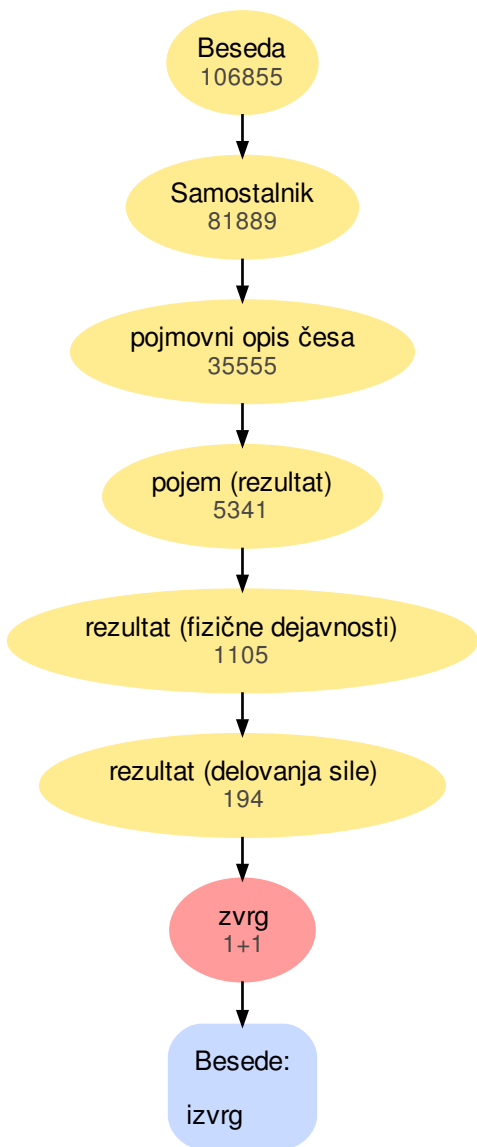 Beseda
106855
Samostalnik
81889
pojmovni opis česa
35555
pojem (rezultat)
5341
rezultat (fizične dejavnosti)
1105
rezultat (delovanja sile)
194
zvrg
1+1
Besede:
izvrg